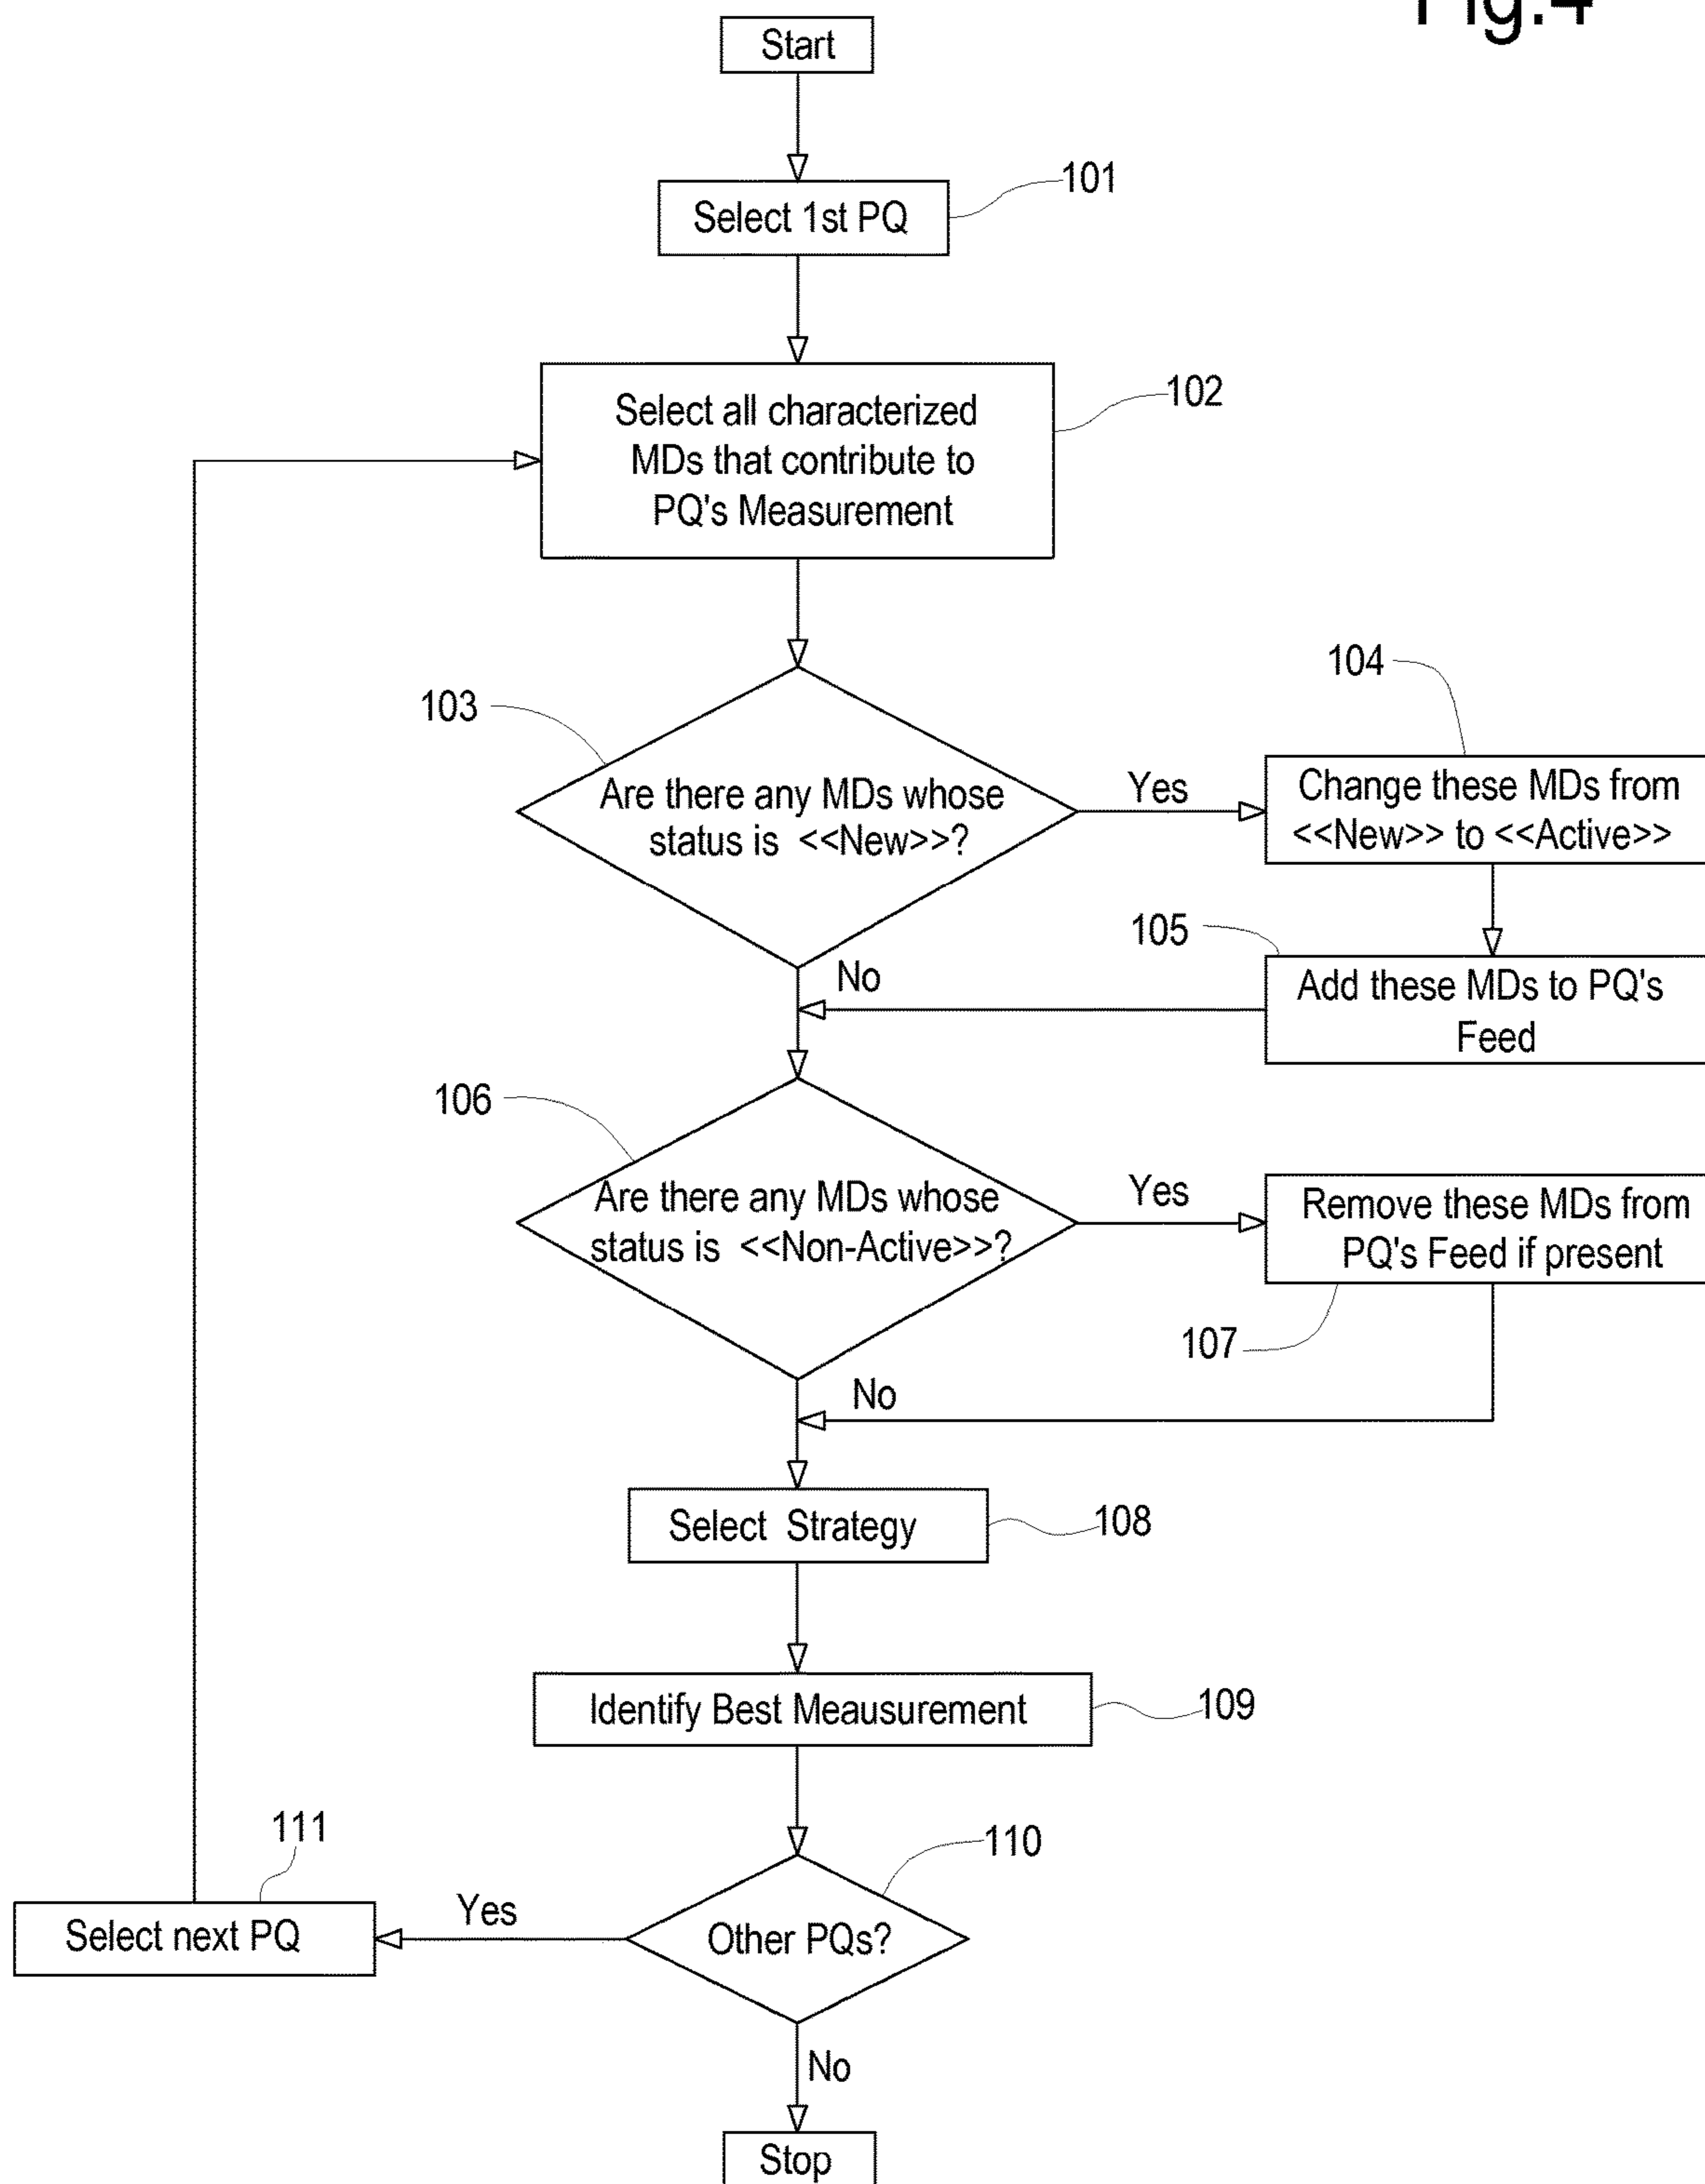 Fig.4
Start
101
Select 1st PQ
102
Select all characterized
MDs that contribute to
PQ's Measurement
104
103
Change these MDs from
<<New>> to <<Active>>
Yes
Are there any MDs whose
status is <<New>>?
105
No
Add these MDs to PQ's
Feed
106
Yes
Are there any MDs whose
status is <<Non-Active>>?
Remove these MDs from
PQ's Feed if present
107
No
Select Strategy
108
Identify Best Meausurement
109
111
110
Select next PQ
Yes
Other PQs?
No
Stop